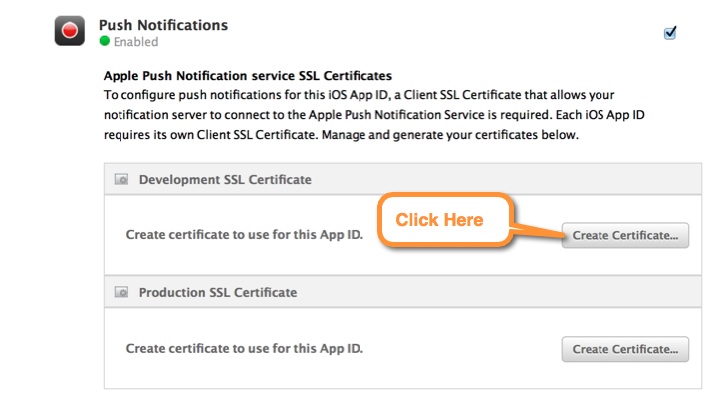 Push Notifications
Enabled
Apple Push Notification service SSL Certificates
To configure push notifications for this iOS App ID, a Client SSL Certificate that allows your
notification server to connect to the Apple Push Notification Service is required. Each iOS App ID
requires its own Client SSL Certificate. Manage and generate your certificates below.
Development SSL Certificate
Click Here
Create certificate to use for this App ID.
Create Certificate...
Production SSL Certificate
Create certificate to use for this App ID.
Create Certificate...